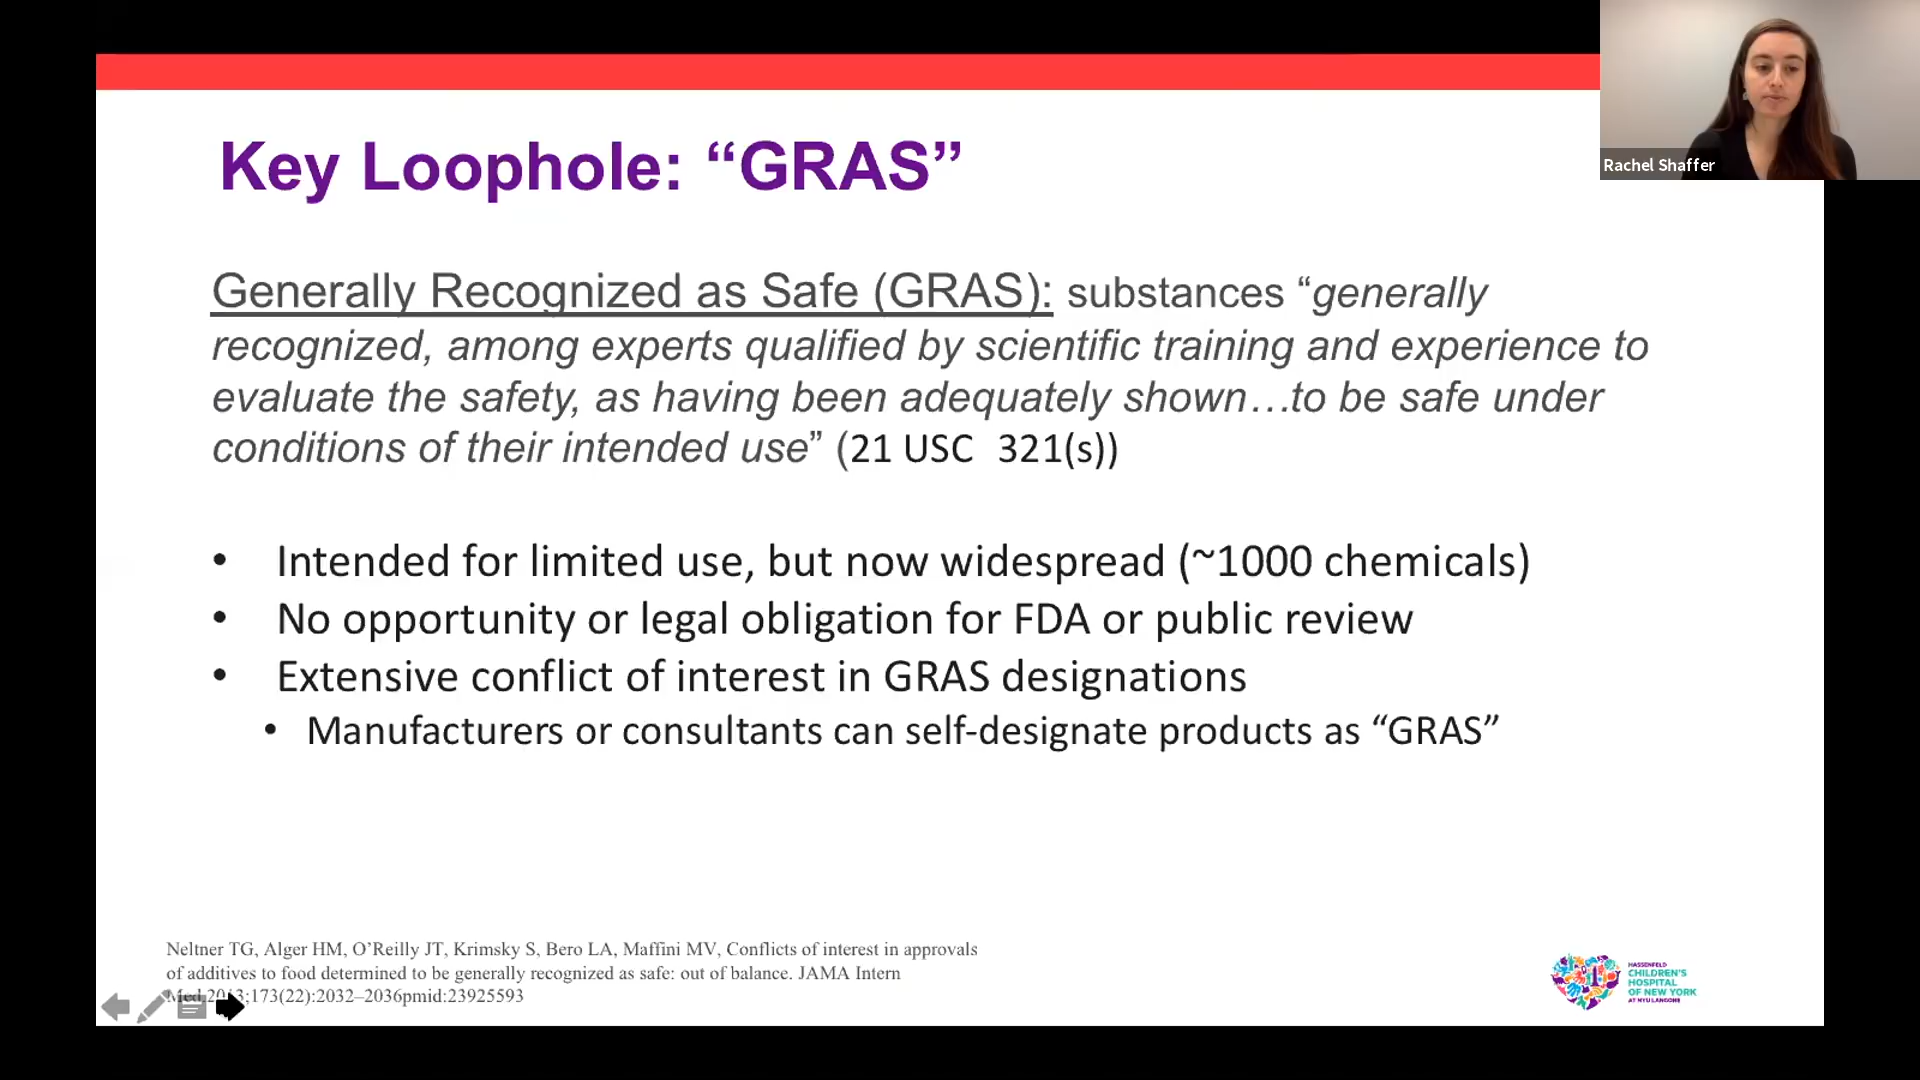 Rachel Shaffer
Key Loophole: “GRAS”
Generally Recognized as Safe (GRAS): substances “generally
recognized, among experts qualified by scientific training and experience to
evaluate the safety, as having been adequately shown…to be safe under
conditions of their intended use” (21 USC  321(s))
• Intended for limited use, but now widespread (~1000 chemicals)
• No opportunity or legal obligation for FDA or public review
• Extensive conflict of interest in GRAS designations
• Manufacturers or consultants can self-designate products as “GRAS”
Neltner TG, Alger HM, O’Reilly JT, Krimsky S, Bero LA, Maffini MV, Conflicts of interest in approvals
of additives to food determined to be generally recognized as safe: out of balance. JAMA Intern
Med.2013;173(22):2032–2036pmid:23925593
HASSENFELD
CHILDREN'S
HOSPITAL
OF NEW YORK
AT NYU LANGONE